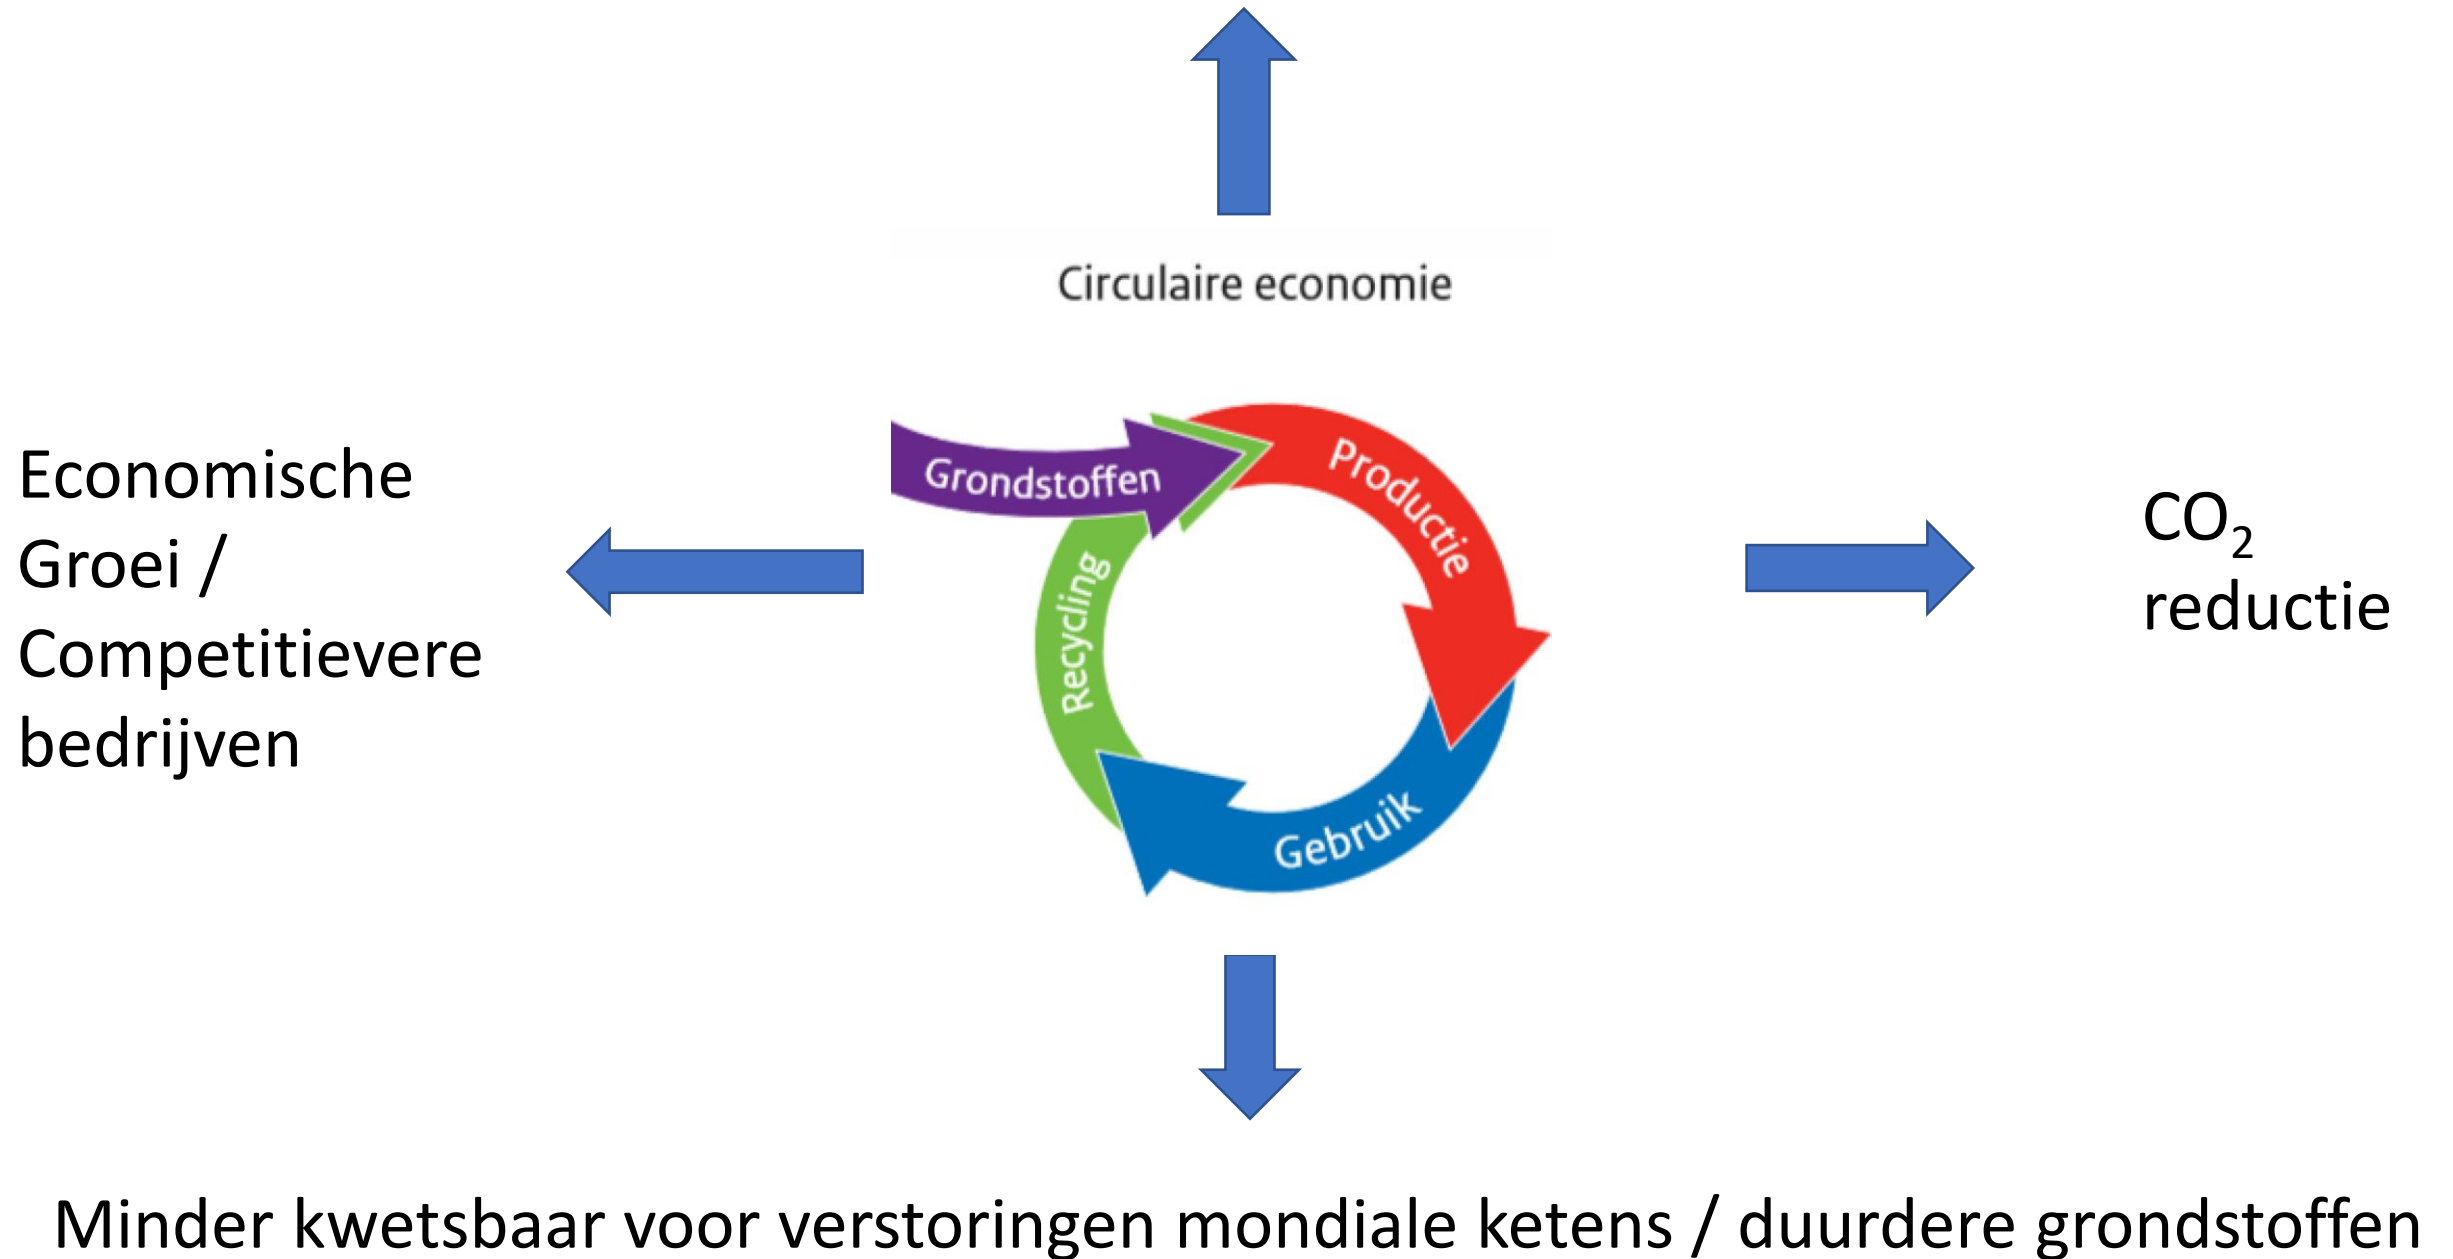 Circulaire economie
Grondstoffen
Productie
Recycling
Gebruik
Economische
Groei /
Competitievere
bedrijven
CO₂
reductie
Minder kwetsbaar voor verstoringen mondiale ketens / duurdere grondstoffen